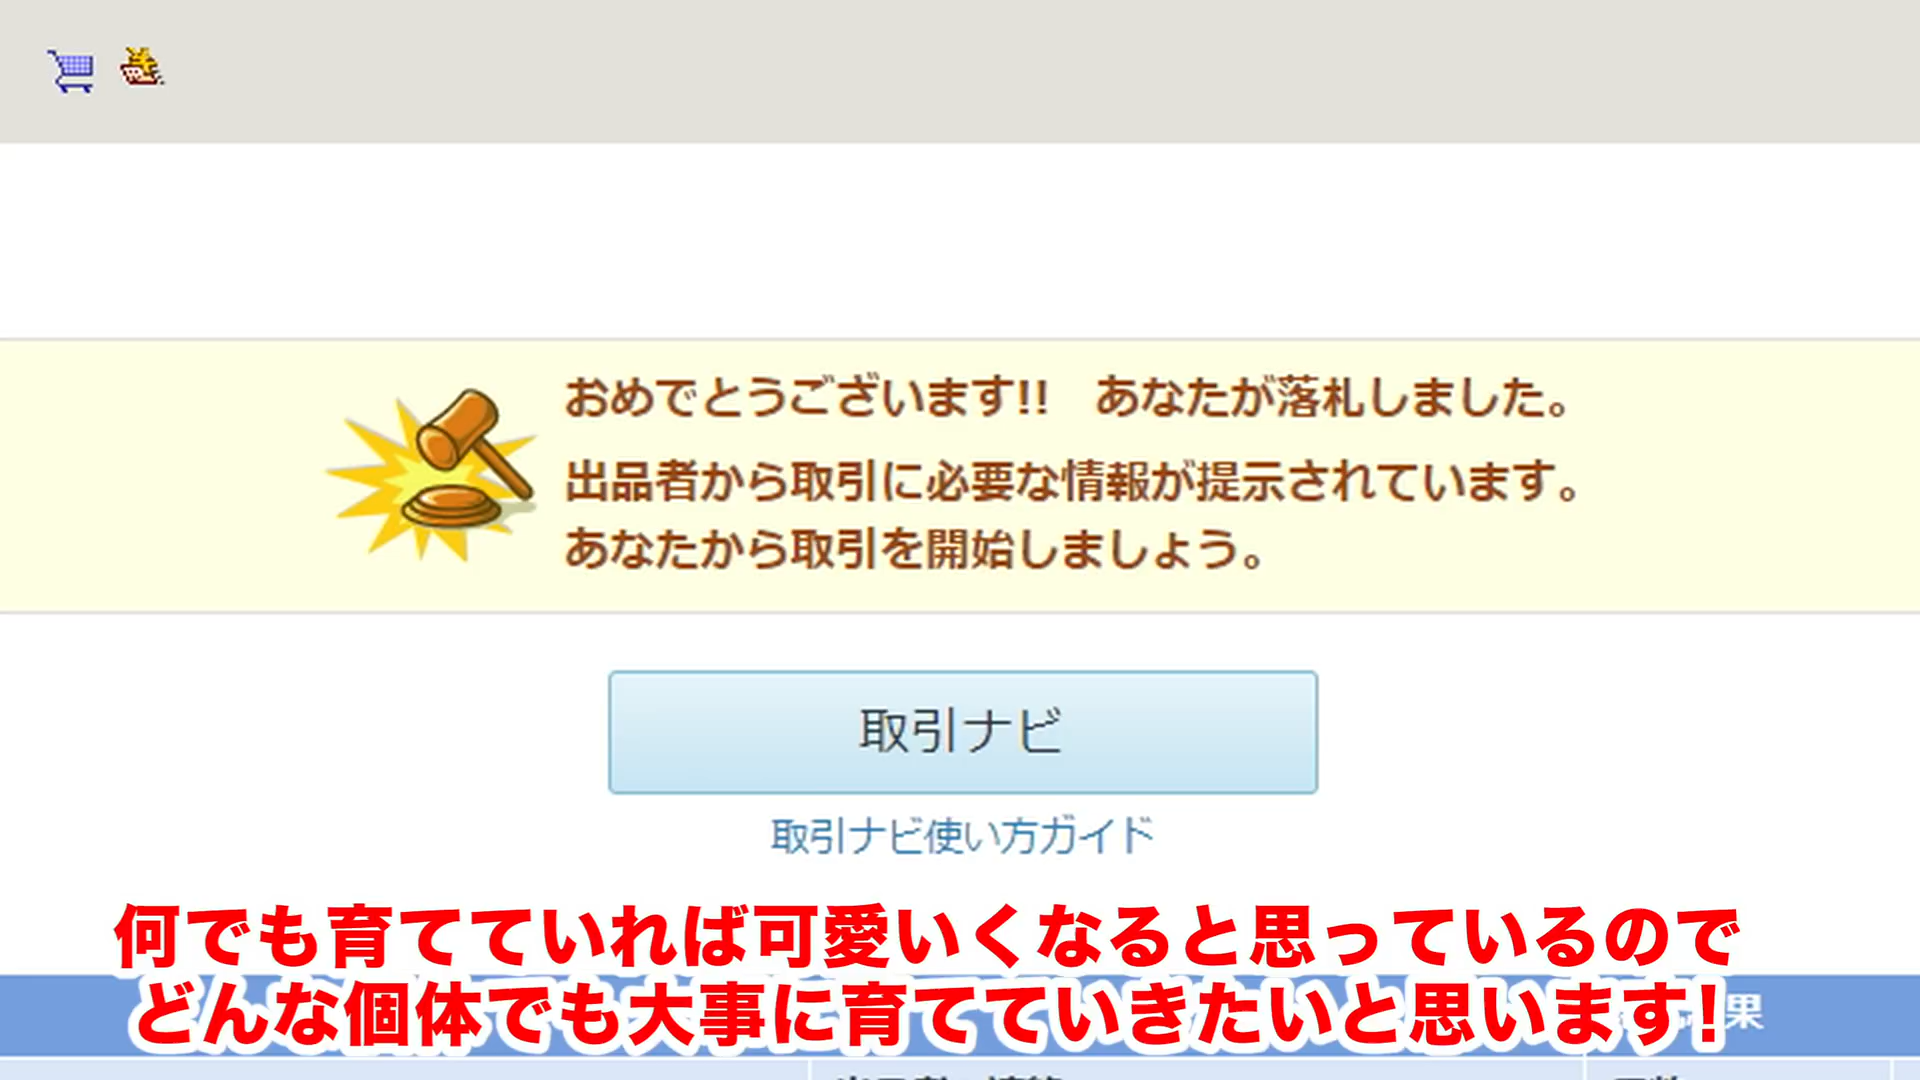 おめでとうございます!!　あなたが落札しました。
出品者から取引に必要な情報が提示されています。
あなたから取引を開始しましょう。
取引ナビ
取引ナビ使い方ガイド
何でも育てていれば可愛いくなると思っているので
どんな個体でも大事に育てていきたいと思います!
果